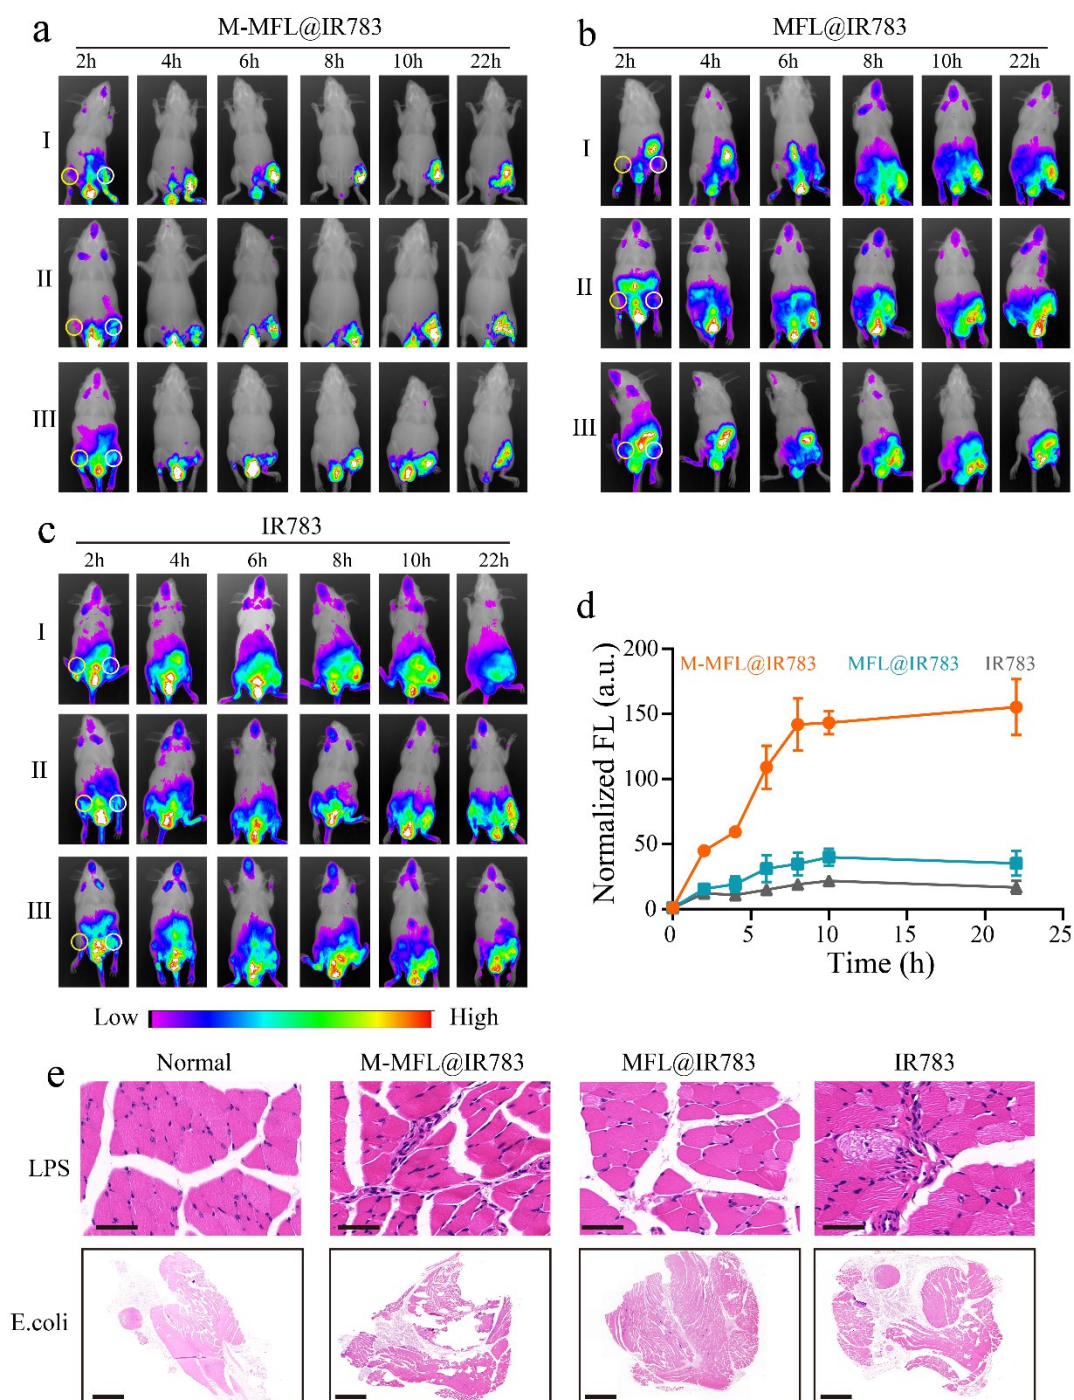 a
M-MFL@IR783
2h 4h 6h 8h 10h 22h
I
II
III
b
MFL@IR783
2h 4h 6h 8h 10h 22h
I
II
III
c
IR783
2h 4h 6h 8h 10h 22h
I
II
III
Low High
d
M-MFL@IR783 MFL@IR783 IR783
Normalized FL (a.u.)
200
150
100
50
0
0 5 10 15 20 25
Time (h)
e
Normal M-MFL@IR783 MFL@IR783 IR783
LPS
E.coli